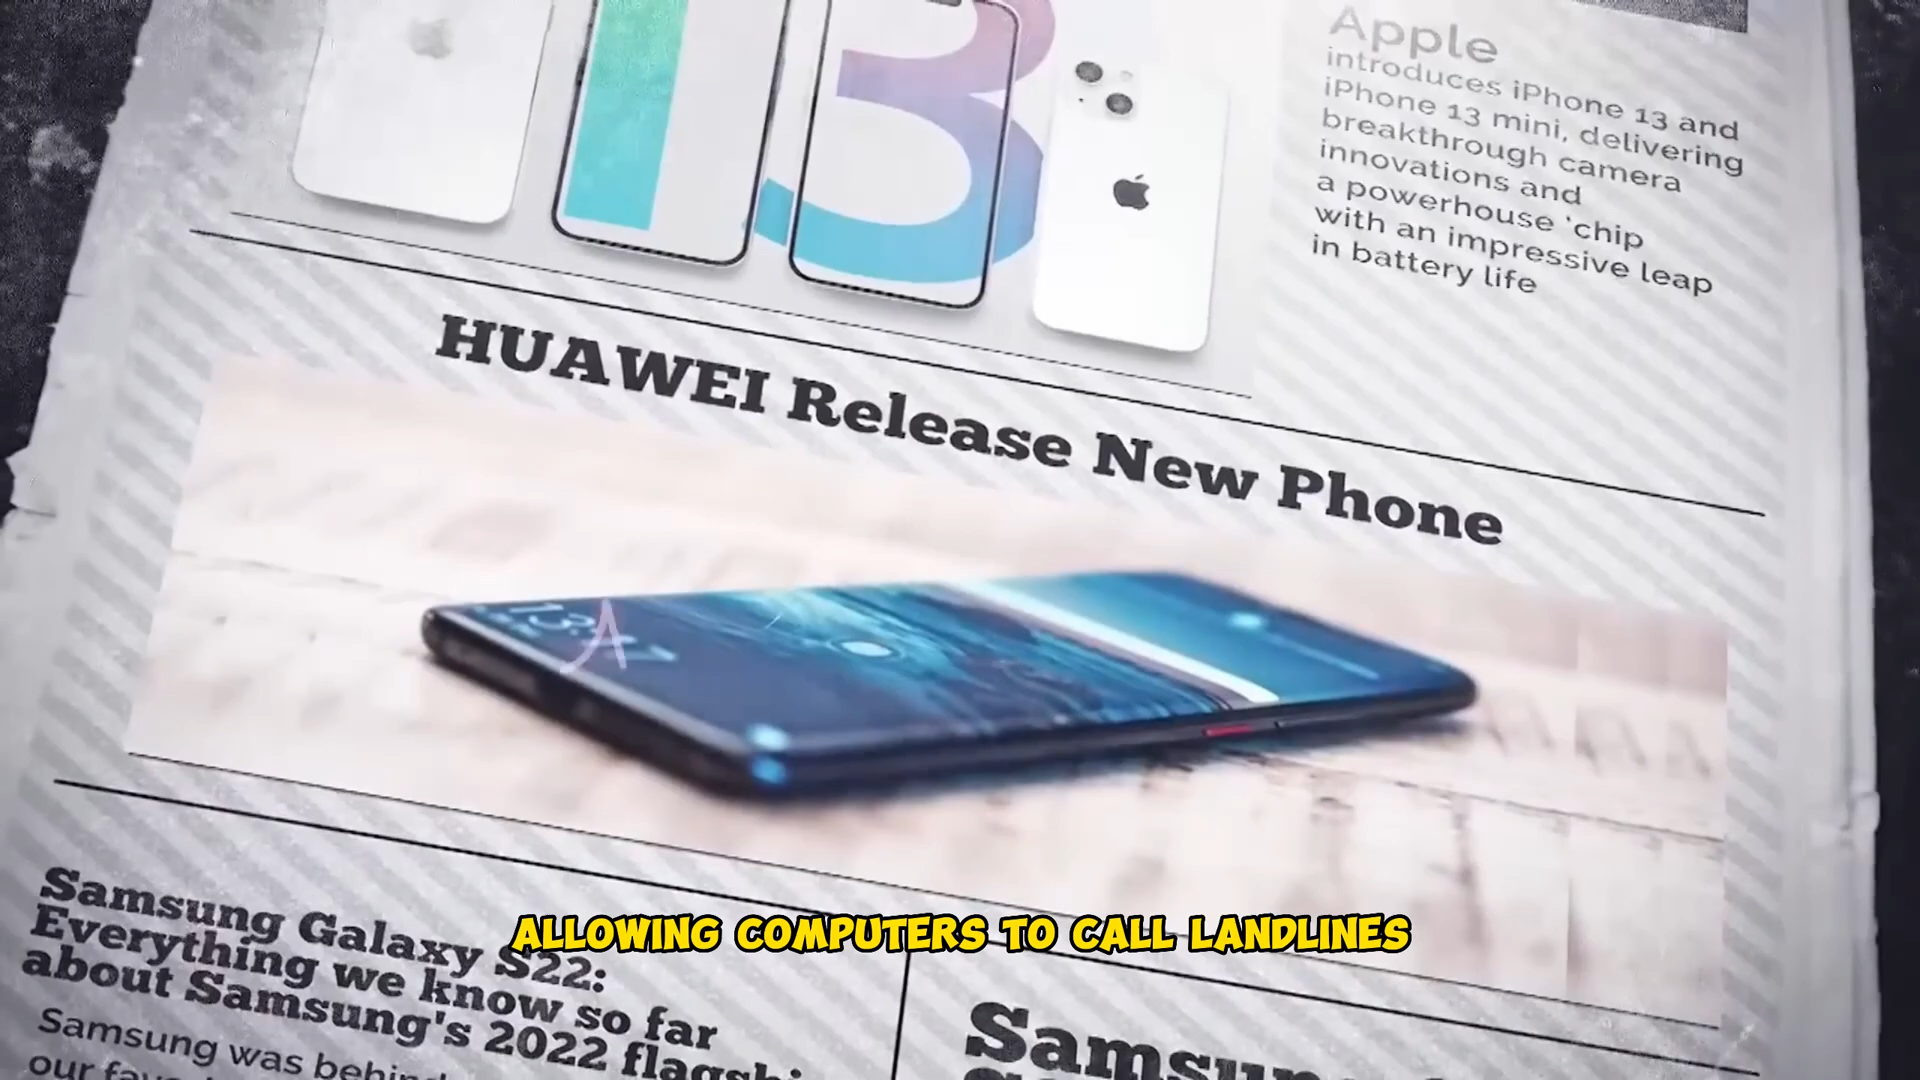 13
Apple
introduces iPhone 13 and
iPhone 13 mini, delivering
breakthrough camera
innovations and
a powerhouse 'chip
with an impressive leap
in battery life
HUAWEI Release New Phone
Samsung Galaxy S22:
Everything we know so far
about Samsung's 2022
Samsung was
our
ALLOWING COMPUTERS TO CALL LANDLINES